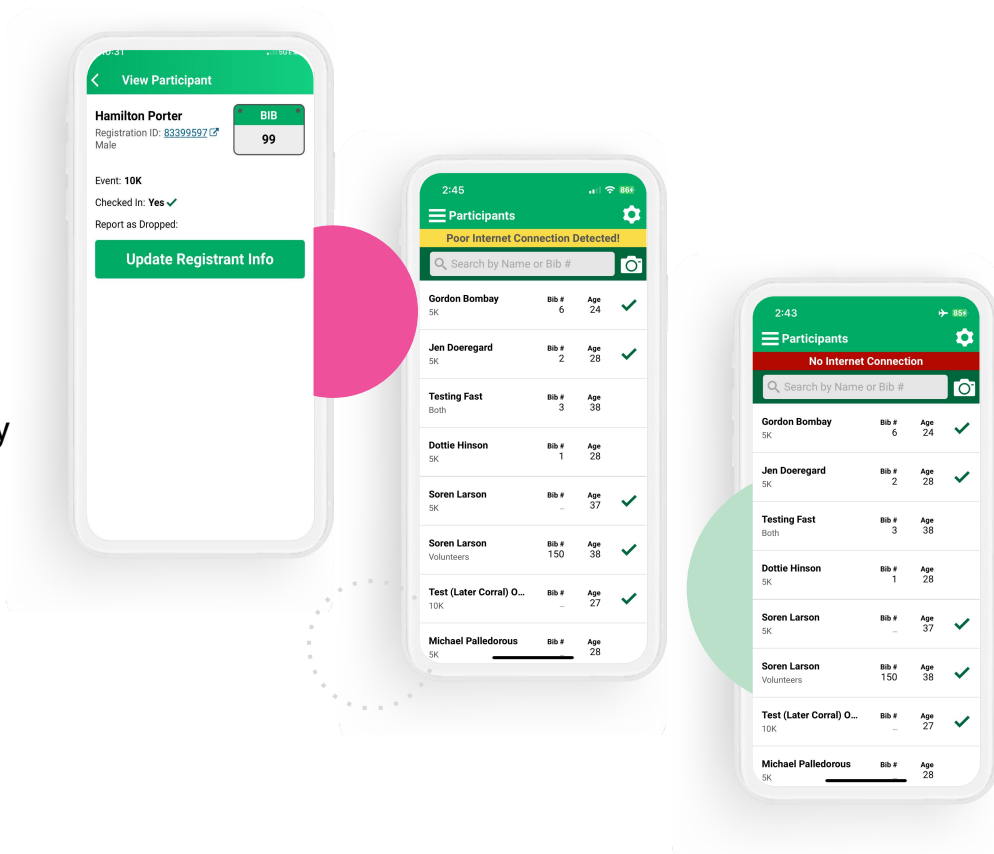 View Participant
Hamilton Porter
Registration ID: 83399597
Male
BIB
99
Event: 10K
Checked In: Yes
Report as Dropped:
Update Registrant Info
y
2:45
86
Participants
Poor Internet Connection Detected!
Search by Name or Bib #
Gordon Bombay Bib # Age
5K 6 24
Jen Doeregard Bib # Age
5K 2 28
Testing Fast Bib # Age
Both 3 38
Dottie Hinson Bib # Age
5K 1 28
Soren Larson Bib # Age
5K _ 37
Soren Larson Bib # Age
Volunteers 150 38
Test (Later Corral) O... Bib # Age
10K _ 27
Michael Palledorous Bib # Age
5K _ 28
2:43
85
Participants
No Internet Connection
Search by Name or Bib #
Gordon Bombay Bib # Age
5K 6 24
Jen Doeregard Bib # Age
5K 2 28
Testing Fast Bib # Age
Both 3 38
Dottie Hinson Bib # Age
5K 1 28
Soren Larson Bib # Age
5K _ 37
Soren Larson Bib # Age
Volunteers 150 38
Test (Later Corral) O... Bib # Age
10K _ 27
Michael Palledorous Bib # Age
5K 28